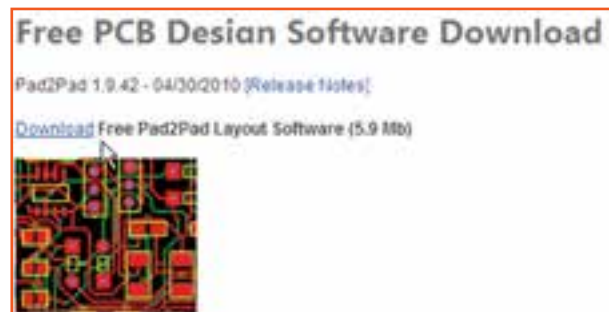 Free PCB Design Software Download
Pad2Pad 1.9.42 - 04/30/2010 [Release Notes]
Download Free Pad2Pad Layout Software (5.9 Mb)